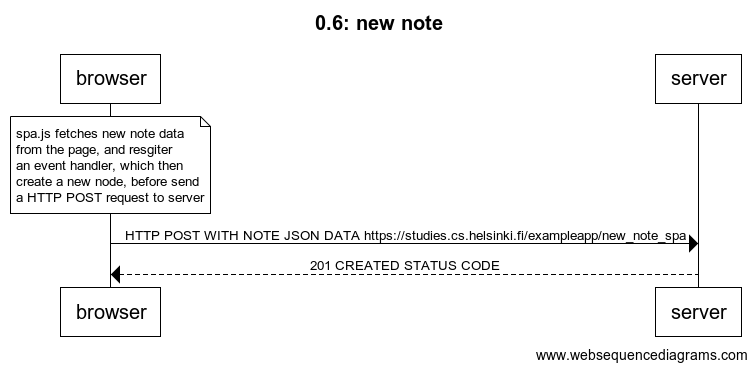 0.6: new note
browser
server
spa.js fetches new note data
from the page, and resgiter
an event handler, which then
create a new node, before send
a HTTP POST request to server
HTTP POST WITH NOTE JSON DATA https://studies.cs.helsinki.fi/exampleapp/new_note_spa
201 CREATED STATUS CODE
browser
server
www.websequencediagrams.com